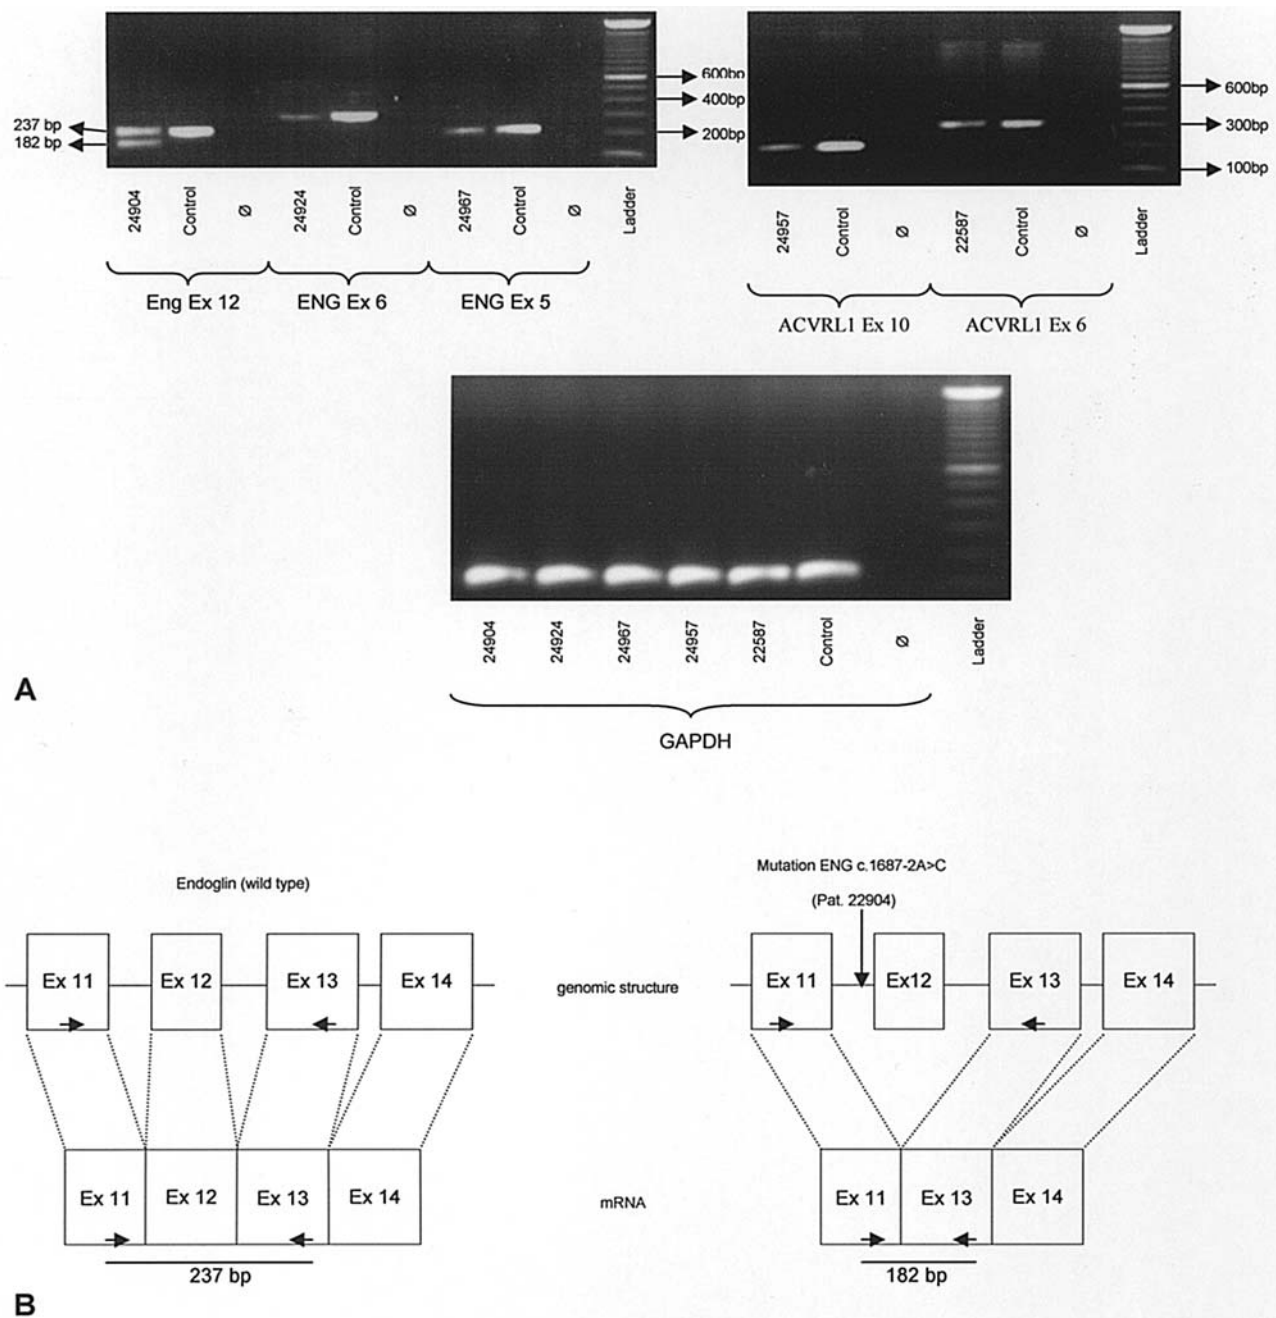 237 bp
182 bp
600bp
400bp
200bp
600bp
300bp
100bp
24904
Control
Ø
24924
Control
Ø
24967
Control
Ø
Ladder
24957
Control
Ø
22587
Control
Ø
Ladder
Eng Ex 12
ENG Ex 6
ENG Ex 5
ACVRL1 Ex 10
ACVRL1 Ex 6
24904
24924
24967
24957
22587
Control
Ø
Ladder
A
GAPDH
Endoglin (wild type)
Mutation ENG c.1687-2A>C
(Pat. 22904)
Ex 11
Ex 12
Ex 13
Ex 14
genomic structure
Ex 11
Ex12
Ex 13
Ex 14
Ex 11
Ex 12
Ex 13
Ex 14
mRNA
Ex 11
Ex 13
Ex 14
237 bp
182 bp
B